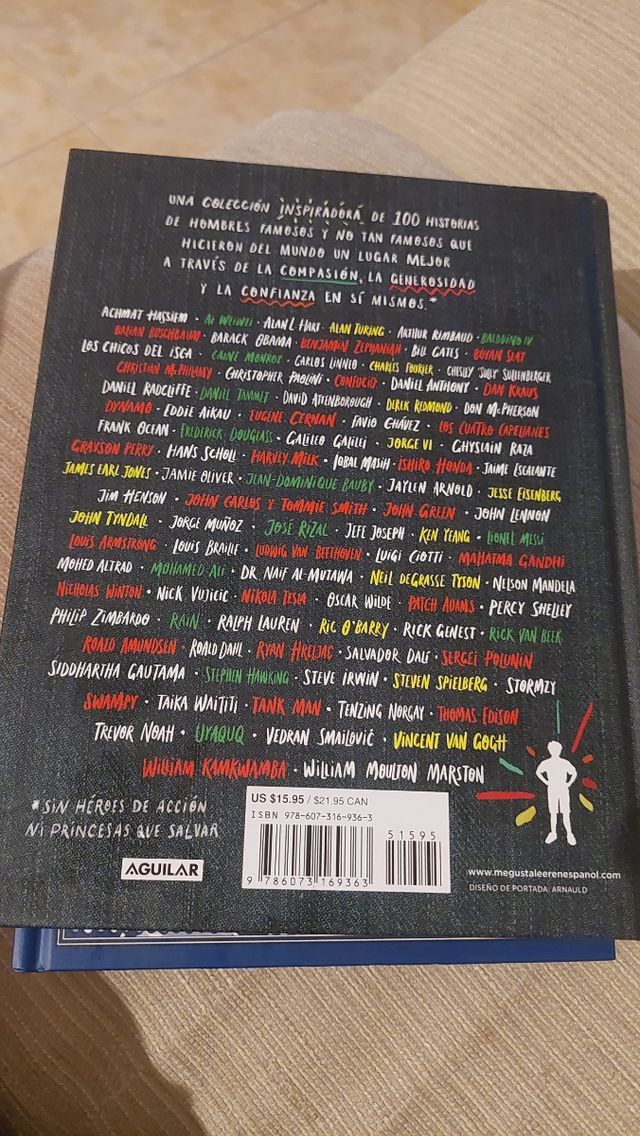 UNA COLECCIÓN INSPIRADORA DE 100 HISTORIAS
DE HOMBRES FAMOSOS Y NO TAN FAMOSOS QUE
HICIERON DEL MUNDO UN LUGAR MEJOR
A TRAVÉS DE LA COMPASIÓN, LA GENEROSIDAD
Y LA CONFIANZA EN SÍ MISMOS.*
ACHMAT HASSIEM · AI WEIWEI · ALAN L. HART · ALAN TURING · ARTHUR RIMBAUD · BALDUINO IV
BALIAN BUSCHBAUM · BARACK OBAMA · BENJAMIN ZEPHANIAH · BILL GATES · BOYAN SLAT
LOS CHICOS DEL ISCA · CAINE MONROY · CARLOS LINNEO · CHARLES FOURIER · CHESLEY "SULLY" SULLENBERGER
CHRISTIAN MCPHILAMY · CHRISTOPHER PAOLINI · CONFUCIO · DANIEL ANTHONY · DAN KRAUS
DANIEL RADCLIFFE · DANIEL TAMMET · DAVID ATTENBOROUGH · DEREK REDMOND · DON MCPHERSON
DYNAMO · EDDIE AIKAU · EUGENE CERNAN · FAVIO CHÁVEZ · LOS CUATRO CAPELLANES
FRANK OCEAN · FREDERICK DOUGLASS · GALILEO GALILEI · JORGE VI · GHYSLAIN RAZA
GRAYSON PERRY · HANS SCHOLL · HARVEY MILK · IQBAL MASIH · ISHIRO HONDA · JAIME ESCALANTE
JAMES EARL JONES · JAMIE OLIVER · JEAN-DOMINIQUE BAUBY · JAYLEN ARNOLD · JESSE EISENBERG
JIM HENSON · JOHN CARLOS Y TOMMIE SMITH · JOHN GREEN · JOHN LENNON
JOHN TYNDALL · JORGE MUÑOZ · JOSÉ RIZAL · JEFF JOSEPH · KEN YEANG · LIONEL MESSI
LOUIS ARMSTRONG · LOUIS BRAILLE · LUDWIG VAN BEETHOVEN · LUIGI CIOTTI · MAHATMA GANDHI
MOHED ALTRAD · MOHAMED ALI · DR NAIF AL-MUTAWA · NEIL DEGRASSE TYSON · NELSON MANDELA
NICHOLAS WINTON · NICK VUJICIC · NIKOLA TESLA · OSCAR WILDE · PATCH ADAMS · PERCY SHELLEY
PHILIP ZIMBARDO · RAIN · RALPH LAUREN · RIC O'BARRY · RICK GENEST · RICK VAN BEEK
ROALD AMUNDSEN · ROALD DAHL · RYAN HRELJAC · SALVADOR DALÍ · SERGEI POLUNIN
SIDDHARTHA GAUTAMA · STEPHEN HAWKING · STEVE IRWIN · STEVEN SPIELBERG · STORMZY
SWAMPY · TAIKA WAITITI · TANK MAN · TENZING NORGAY · THOMAS EDISON
TREVOR NOAH · UYAQUQ · VEDRAN SMAILOVIĆ · VINCENT VAN GOGH
WILLIAM KAMKWAMBA · WILLIAM MOULTON MARSTON
*SIN HÉROES DE ACCIÓN
NI PRINCESAS QUE SALVAR
AGUILAR
US $15.95 / $21.95 CAN
ISBN 978-607-316-936-3
51595
9 786073 169363
www.megustaleerenespanol.com
DISEÑO DE PORTADA: ARNAULD